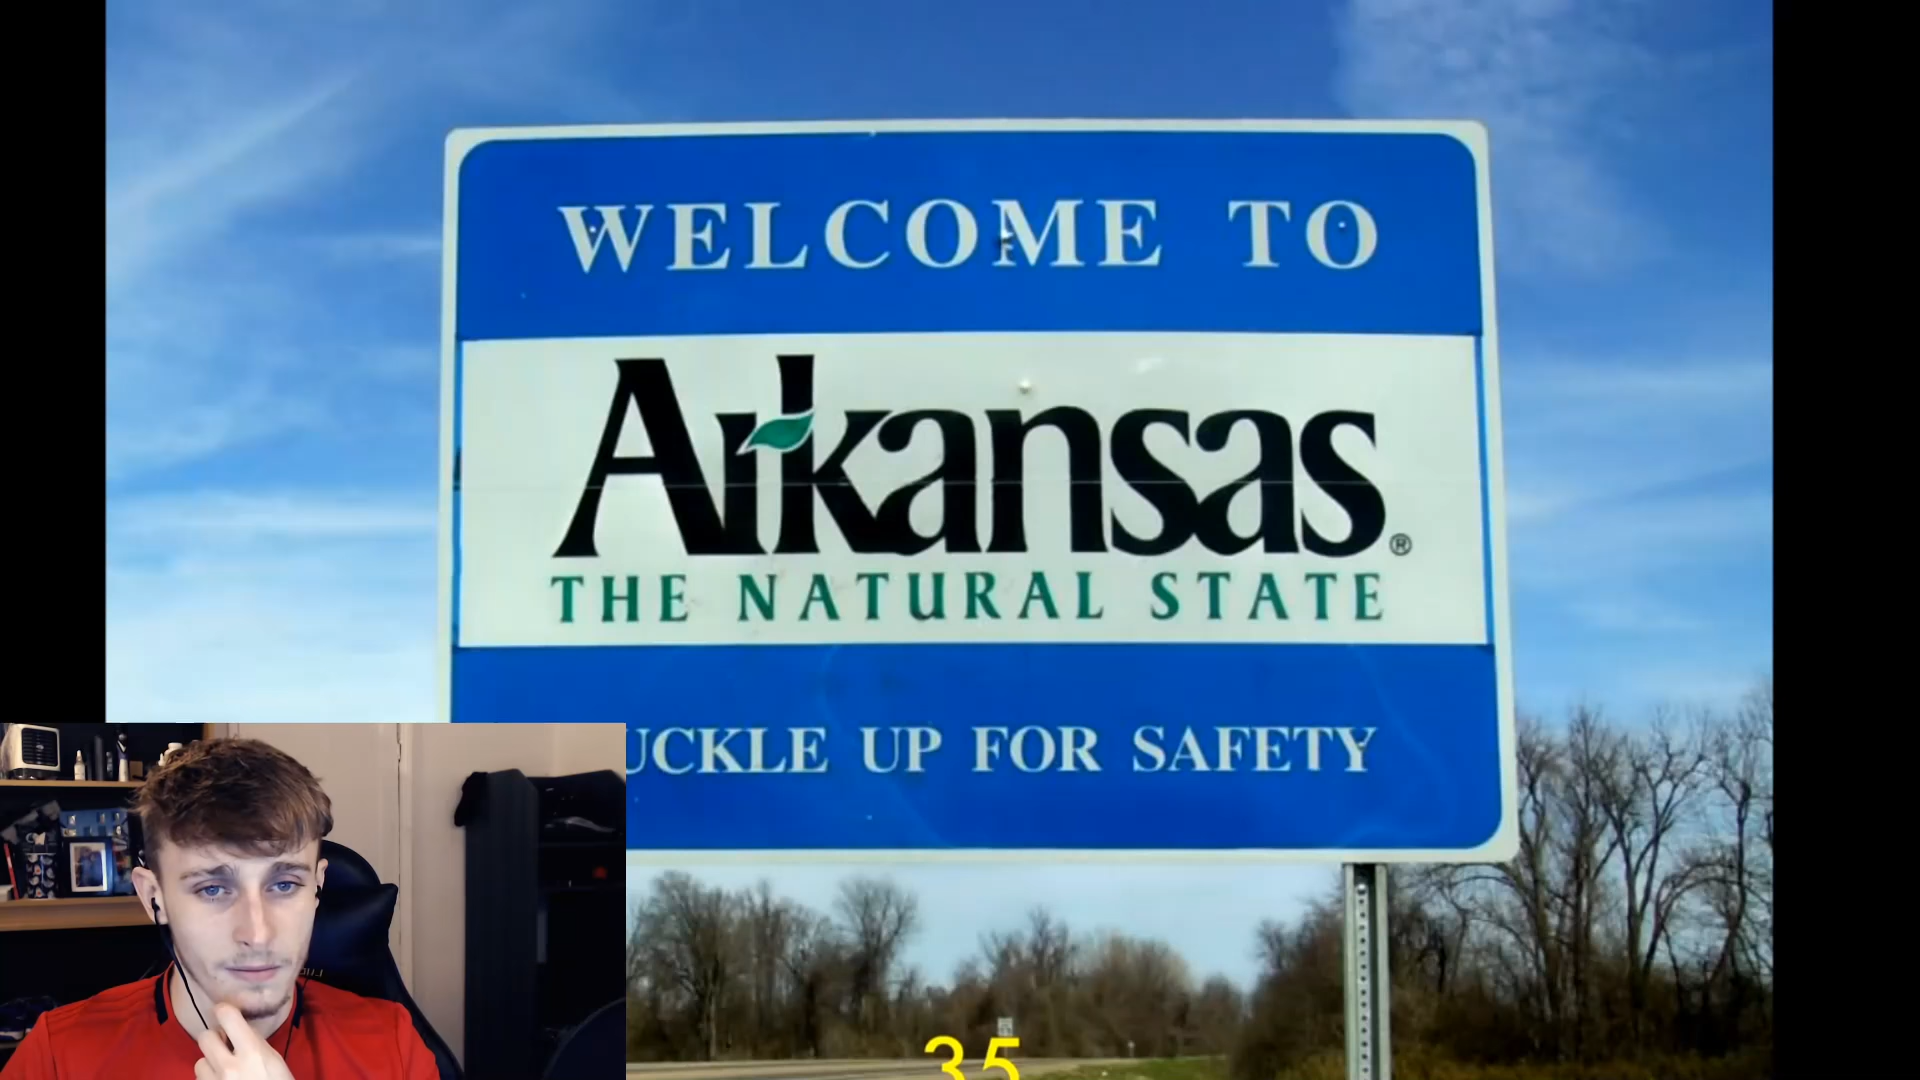 WELCOME TO
Arkansas®
THE NATURAL STATE
UCKLE UP FOR SAFETY
35